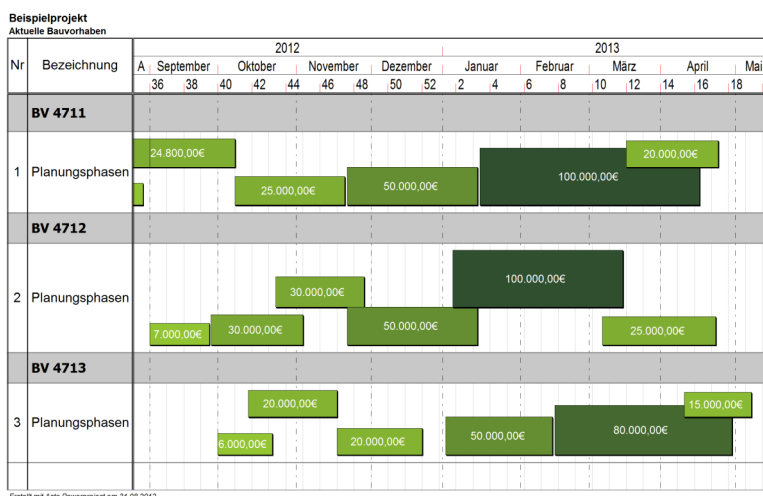 Beispielprojekt
Aktuelle Bauvorhaben
2012 2013
Nr Bezeichnung A September Oktober November Dezember Januar Februar März April Mai
36 38 40 42 44 46 48 50 52 2 4 6 8 10 12 14 16 18
BV 4711
24.800,00€ 20.000,00€
1 Planungsphasen 25.000,00€ 50.000,00€ 100.000,00€
BV 4712
100.000,00€
30.000,00€
2 Planungsphasen
7.000,00€ 30.000,00€ 50.000,00€ 25.000,00€
BV 4713
20.000,00€ 15.000,00€
3 Planungsphasen
6.000,00€ 20.000,00€ 50.000,00€ 80.000,00€